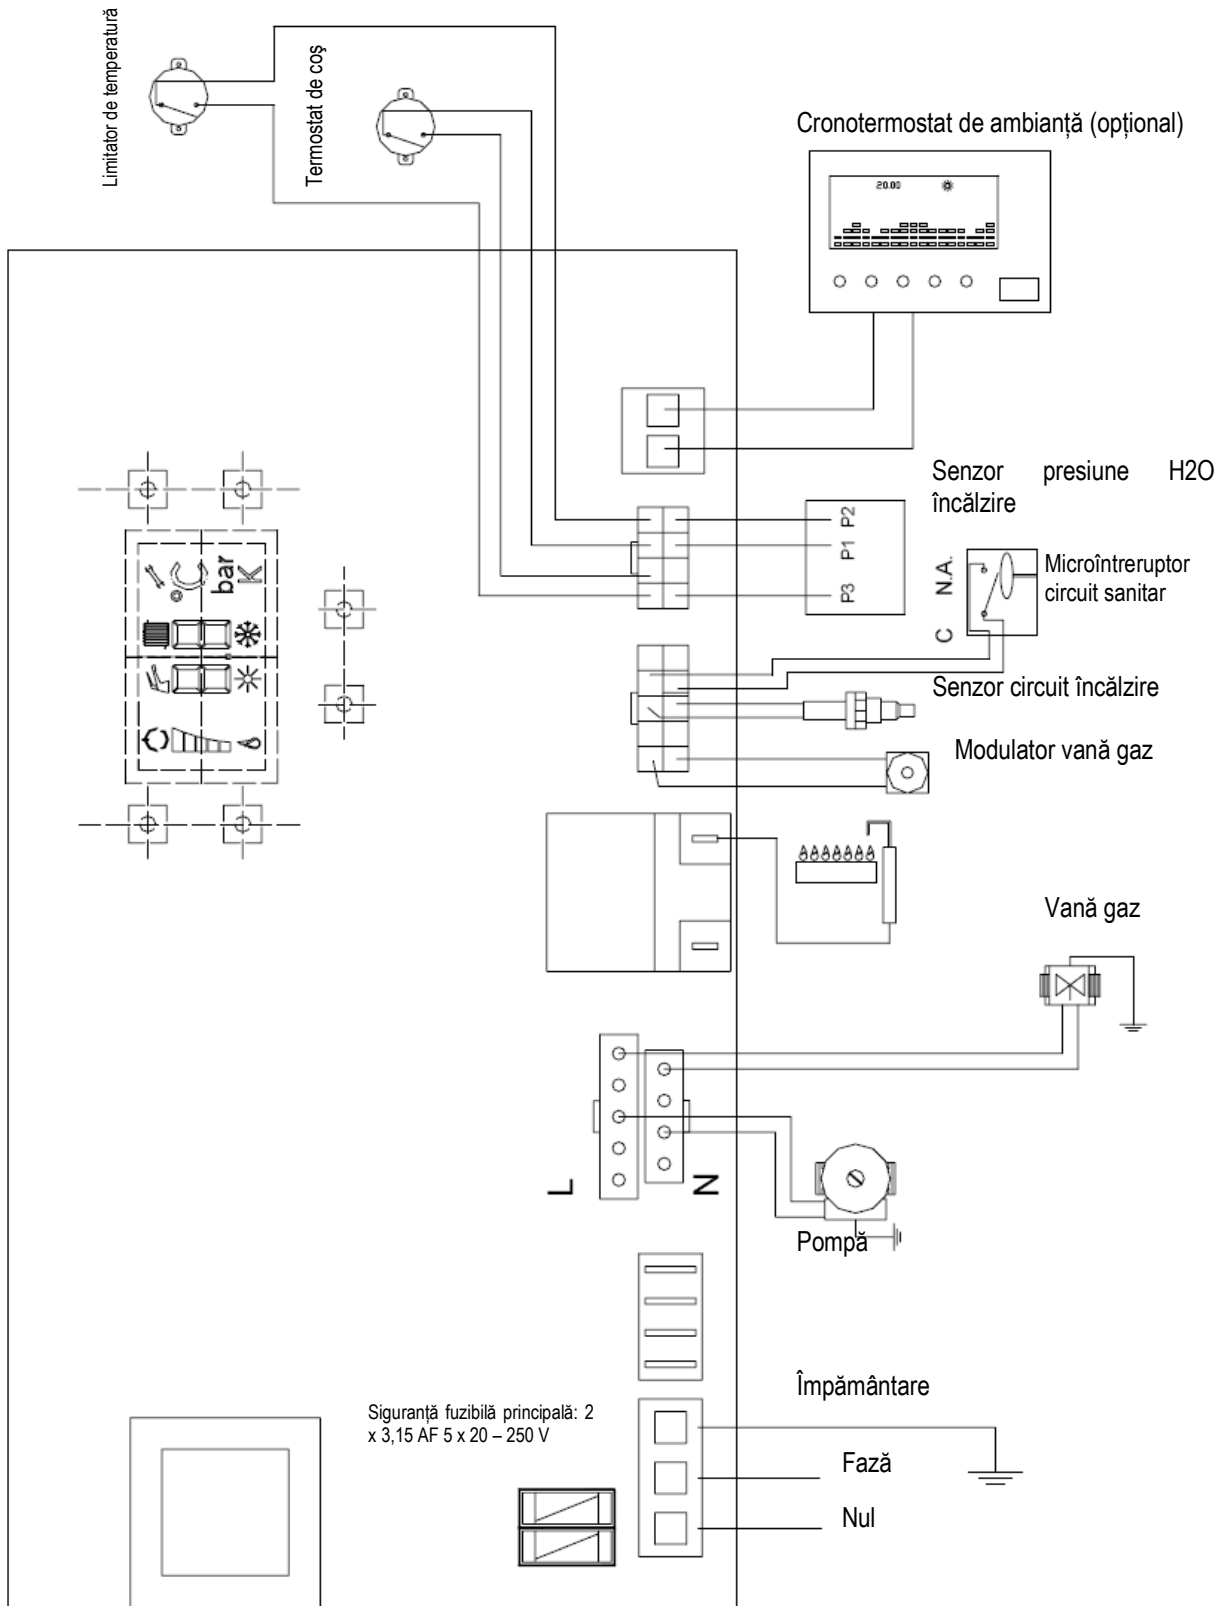 Limitator de temperatură
Termostat de coş
Cronotermostat de ambianță (opțional)
20.00
Senzor presiune H2O
încălzire
P2
P1
P3
N.A.
C
Microîntreruptor
circuit sanitar
°C
bar
K
Senzor circuit încălzire
Modulator vană gaz
Vană gaz
L
N
Pompă
Împământare
Siguranță fuzibilă principală: 2
x 3,15 AF 5 x 20 – 250 V
Fază
Nul